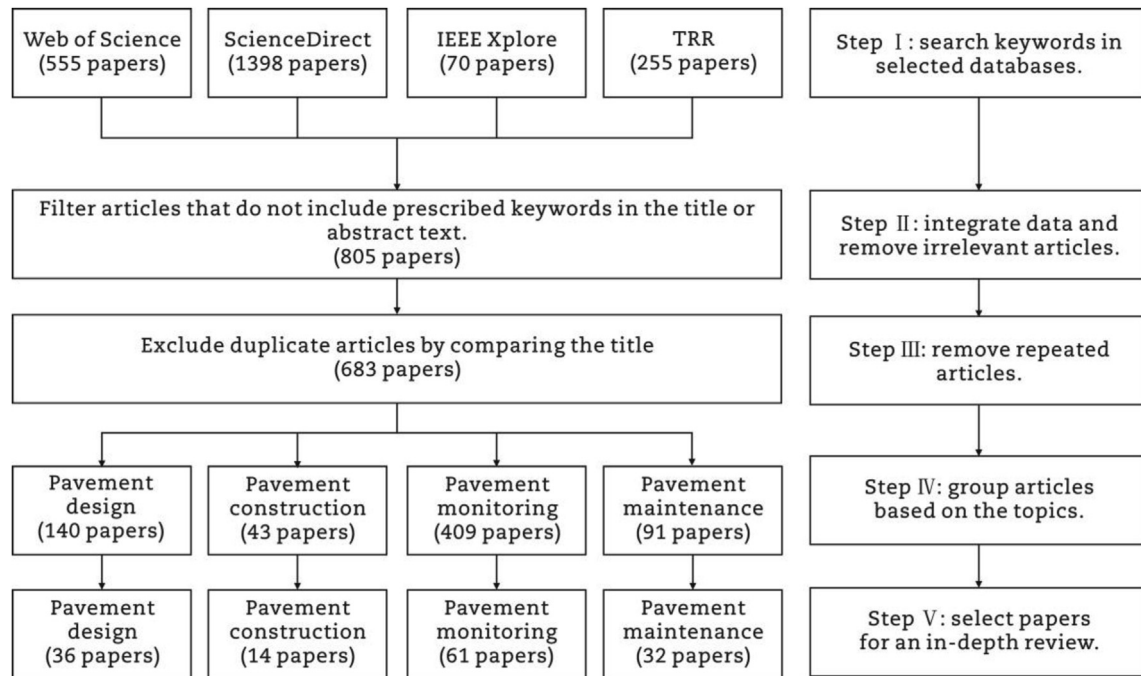 Web of Science
(555 papers)
ScienceDirect
(1398 papers)
IEEE Xplore
(70 papers)
TRR
(255 papers)
Step Ⅰ: search keywords in
selected databases.
Filter articles that do not include prescribed keywords in the title or
abstract text.
(805 papers)
Step Ⅱ: integrate data and
remove irrelevant articles.
Exclude duplicate articles by comparing the title
(683 papers)
Step Ⅲ: remove repeated
articles.
Pavement
design
(140 papers)
Pavement
construction
(43 papers)
Pavement
monitoring
(409 papers)
Pavement
maintenance
(91 papers)
Step Ⅳ: group articles
based on the topics.
Pavement
design
(36 papers)
Pavement
construction
(14 papers)
Pavement
monitoring
(61 papers)
Pavement
maintenance
(32 papers)
Step Ⅴ: select papers
for an in-depth review.